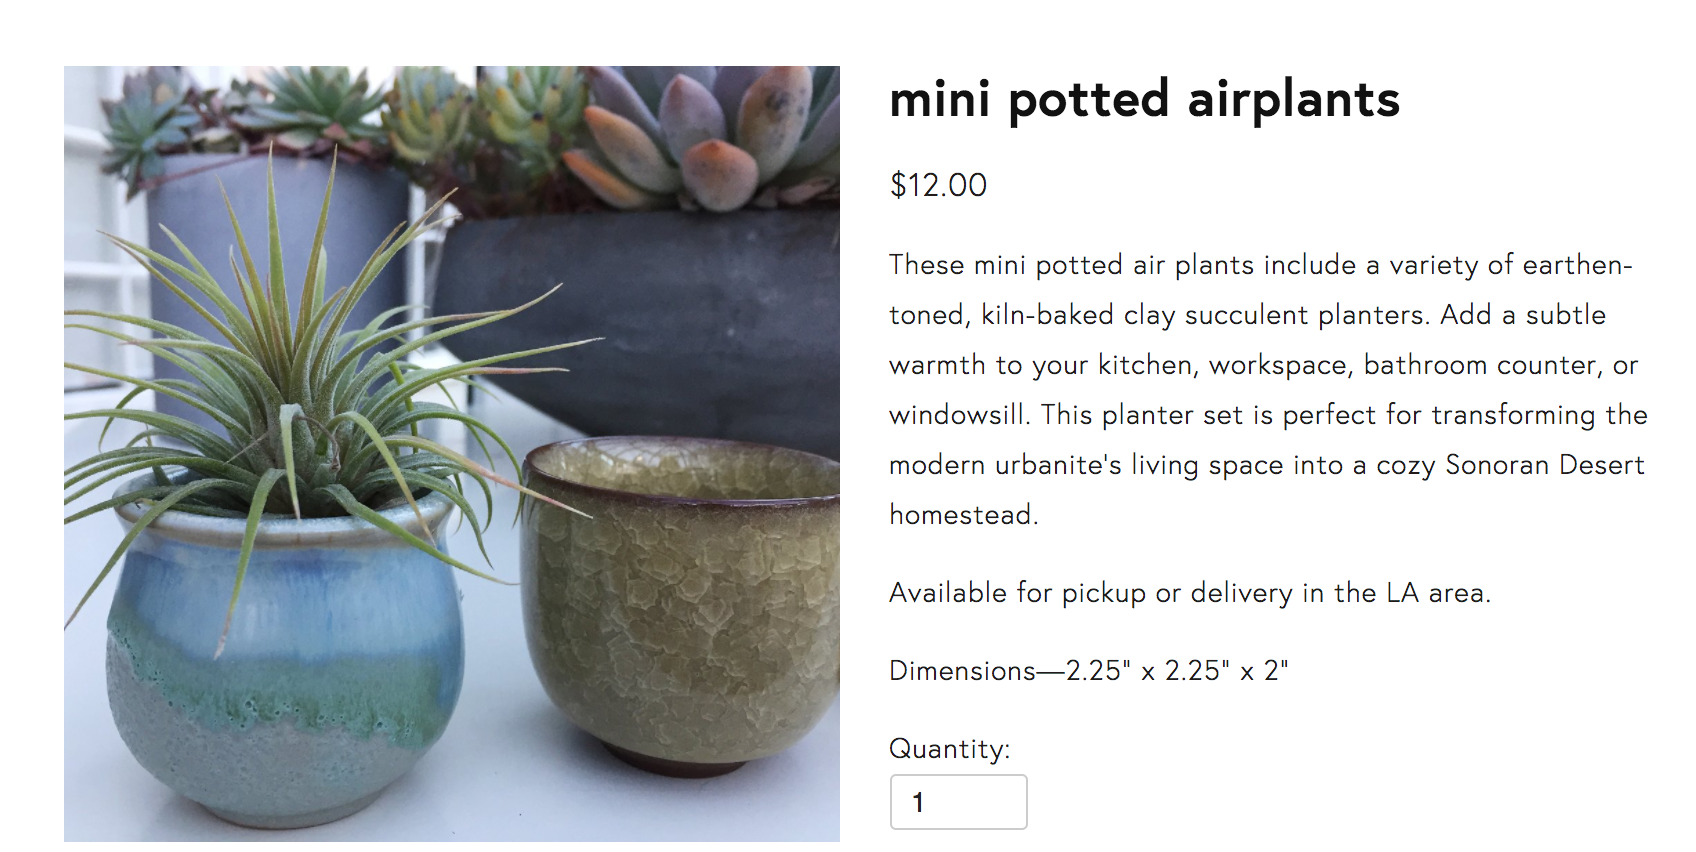 mini potted airplants
$12.00
These mini potted air plants include a variety of earthen-
toned, kiln-baked clay succulent planters. Add a subtle
warmth to your kitchen, workspace, bathroom counter, or
windowsill. This planter set is perfect for transforming the
modern urbanite's living space into a cozy Sonoran Desert
homestead.
Available for pickup or delivery in the LA area.
Dimensions—2.25" x 2.25" x 2"
Quantity:
1